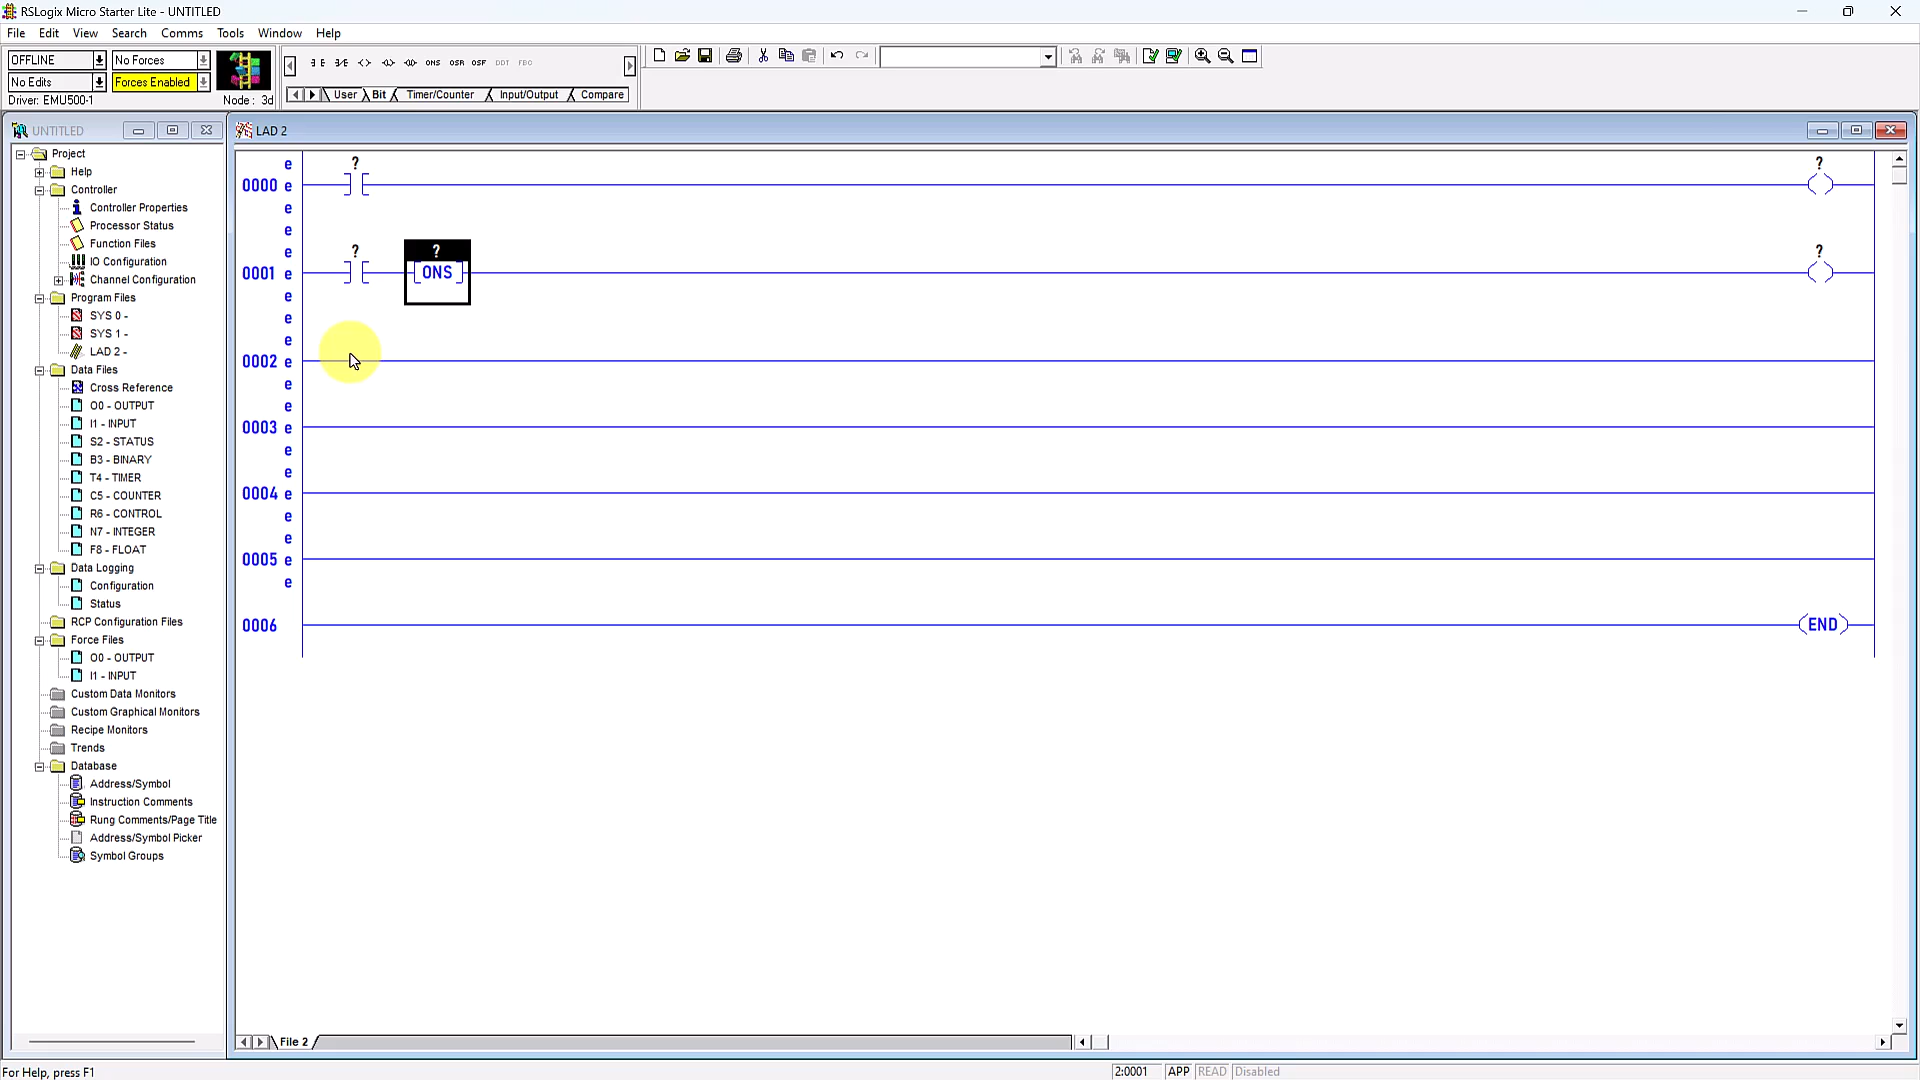 RSLogix Micro Starter Lite - UNTITLED
File Edit View Search Comms Tools Window Help
OFFLINE No Forces
No Edits Forces Enabled
Driver: EMU500-1 Node: 3d
ONS OSR OSF DDT FBO
User Bit Timer/Counter Input/Output Compare
UNTITLED
Project
Help
Controller
Controller Properties
Processor Status
Function Files
IO Configuration
Channel Configuration
Program Files
SYS 0 -
SYS 1 -
LAD 2 -
Data Files
Cross Reference
O0 - OUTPUT
I1 - INPUT
S2 - STATUS
B3 - BINARY
T4 - TIMER
C5 - COUNTER
R6 - CONTROL
N7 - INTEGER
F8 - FLOAT
Data Logging
Configuration
Status
RCP Configuration Files
Force Files
O0 - OUTPUT
I1 - INPUT
Custom Data Monitors
Custom Graphical Monitors
Recipe Monitors
Trends
Database
Address/Symbol
Instruction Comments
Rung Comments/Page Title
Address/Symbol Picker
Symbol Groups
LAD 2
e ? ?
0000 e
e
e
e ? ? ?
0001 e ONS
e
e
e
0002 e
e
e
0003 e
e
e
0004 e
e
e
0005 e
e
0006 END
File 2
For Help, press F1 2:0001 APP READ Disabled